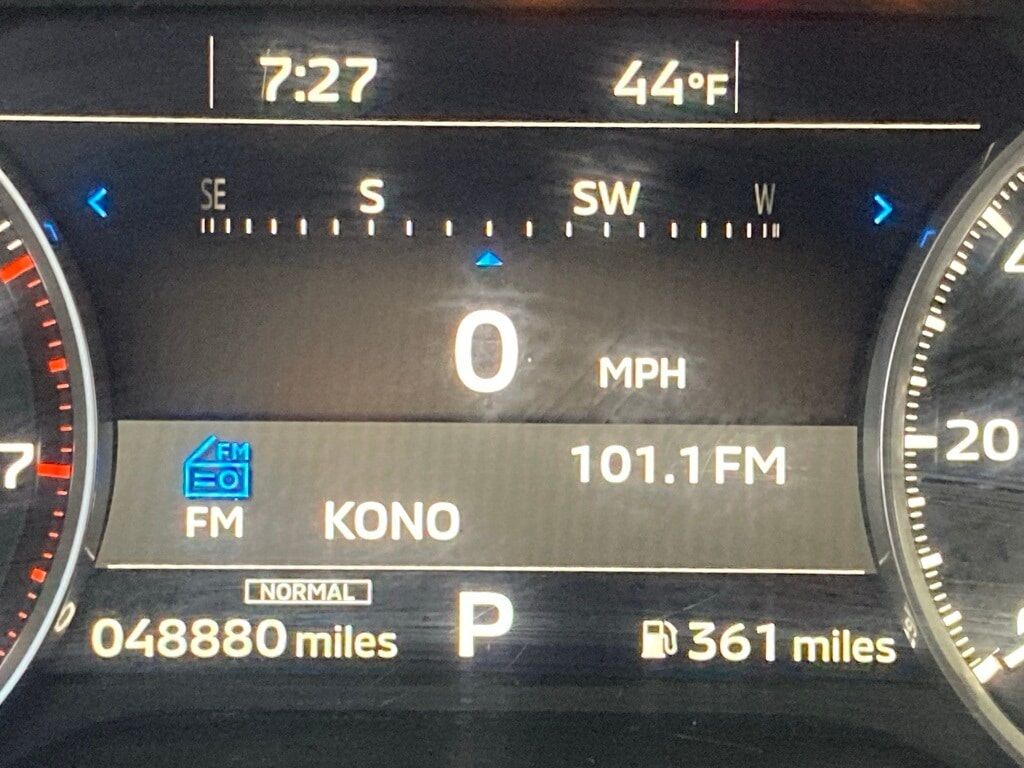 7:27 44°F
SE S SW W
0 MPH
FM 101.1 FM
FM KONO
7 20
NORMAL
048880 miles P 361 miles